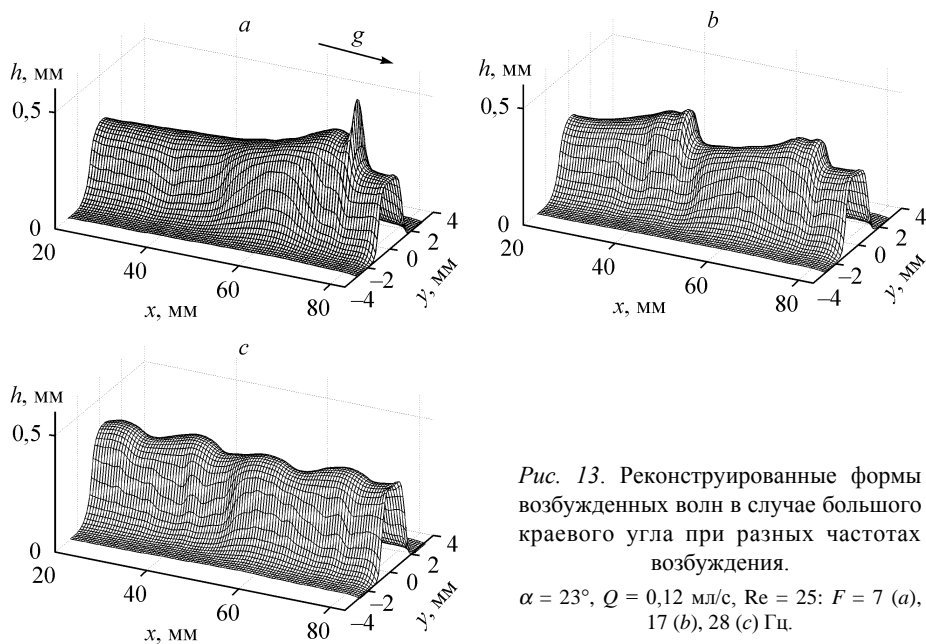 a
g
h, мм
0,5
0
20
40
60
80
x, мм
–4
–2
0
2
4
y, мм
b
h, мм
0,5
0
20
40
60
80
x, мм
–4
–2
0
2
4
y, мм
c
h, мм
0,5
0
20
40
60
80
x, мм
–4
–2
0
2
4
y, мм
Рис. 13. Реконструированные формы
возбужденных волн в случае большого
краевого угла при разных частотах
возбуждения.
α = 23°, Q = 0,12 мл/с, Re = 25: F = 7 (a),
17 (b), 28 (c) Гц.